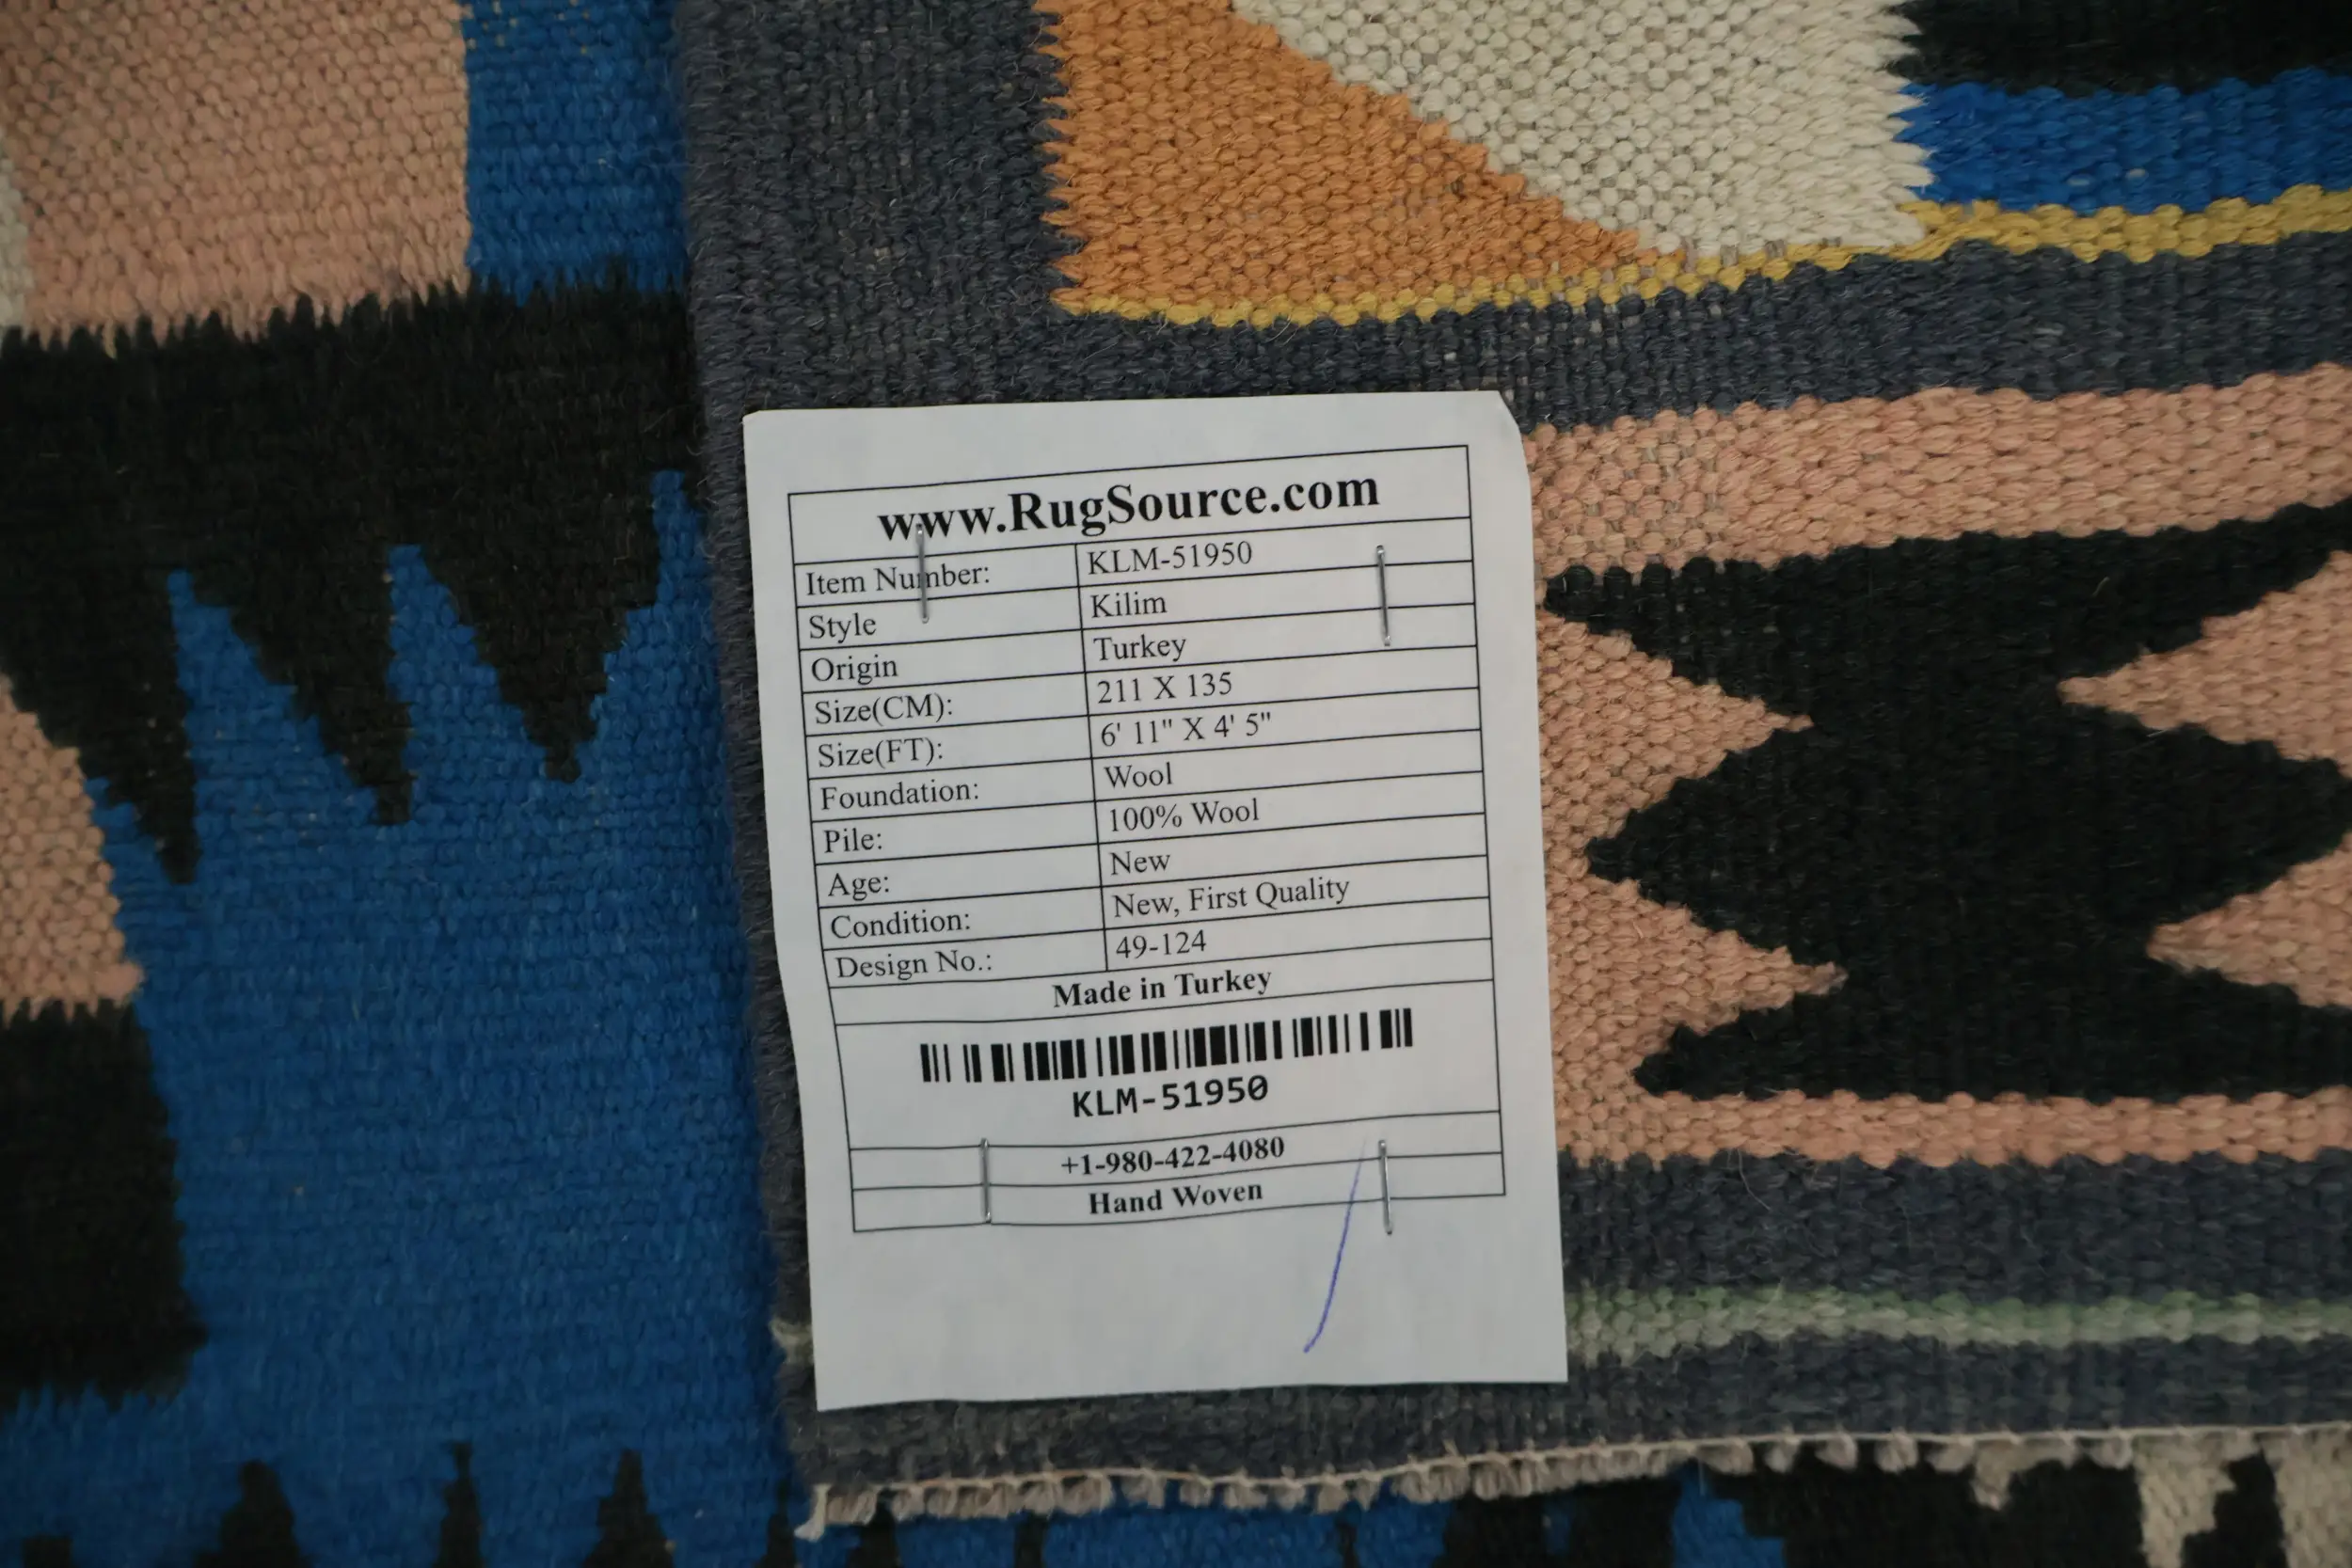 www.RugSource.com
Item Number: KLM-51950
Style Kilim
Origin Turkey
Size(CM): 211 X 135
Size(FT): 6' 11" X 4' 5"
Foundation: Wool
Pile: 100% Wool
Age: New
Condition: New, First Quality
Design No.: 49-124
Made in Turkey
KLM-51950
+1-980-422-4080
Hand Woven